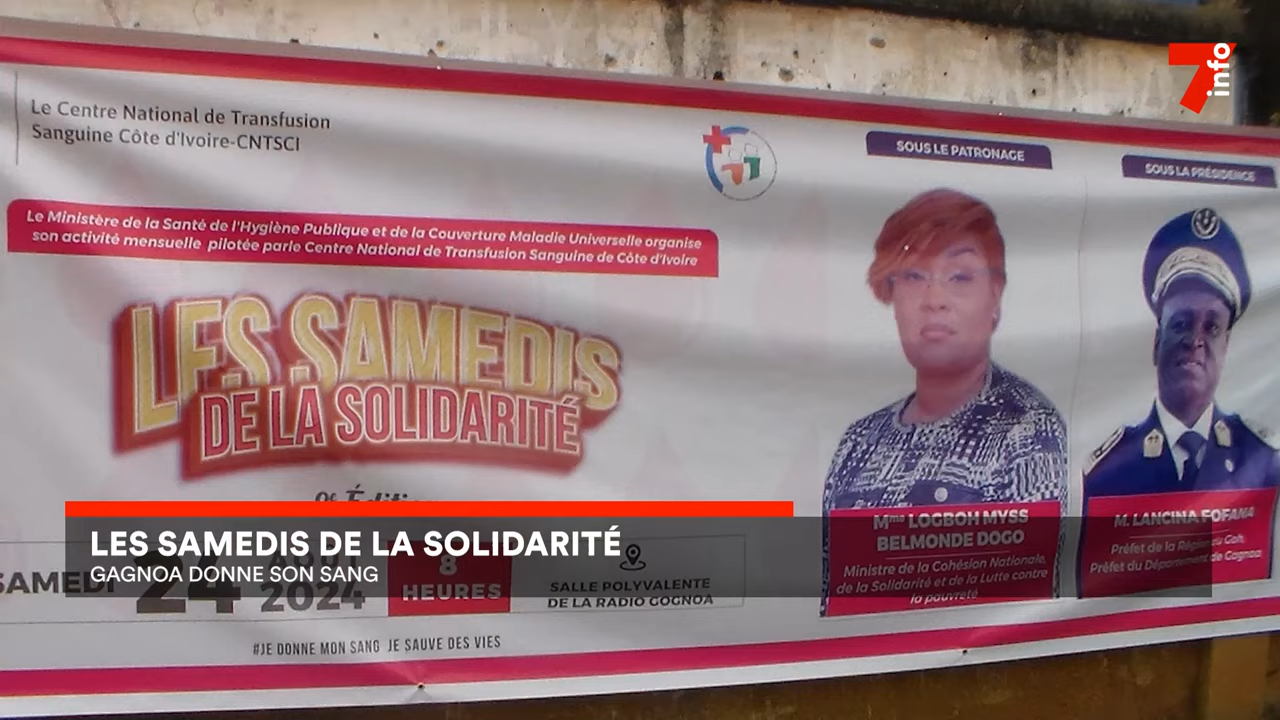 7info
Le Centre National de Transfusion
Sanguine Côte d'Ivoire-CNTSCI
Le Ministère de la Santé de l'Hygiène Publique et de la Couverture Maladie Universelle organise
son activité mensuelle pilotée parle Centre National de Transfusion Sanguine de Côte d'Ivoire
LES SAMEDIS
DE LA SOLIDARITÉ
SOUS LE PATRONAGE
SOUS LA PRÉSIDENCE
Mme LOGBOH MYSS
BELMONDE DOGO
Ministre de la Cohésion Nationale,
de la Solidarité et de la Lutte contre
la pauvreté
M. LANCINA FOFANA
Préfet de la Région du Goh,
Préfet du Département de Gagnoa
LES SAMEDIS DE LA SOLIDARITÉ
GAGNOA DONNE SON SANG
SAMEDI
24
AOUT
2024
8
HEURES
SALLE POLYVALENTE
DE LA RADIO GOGNOA
#JE DONNE MON SANG JE SAUVE DES VIES